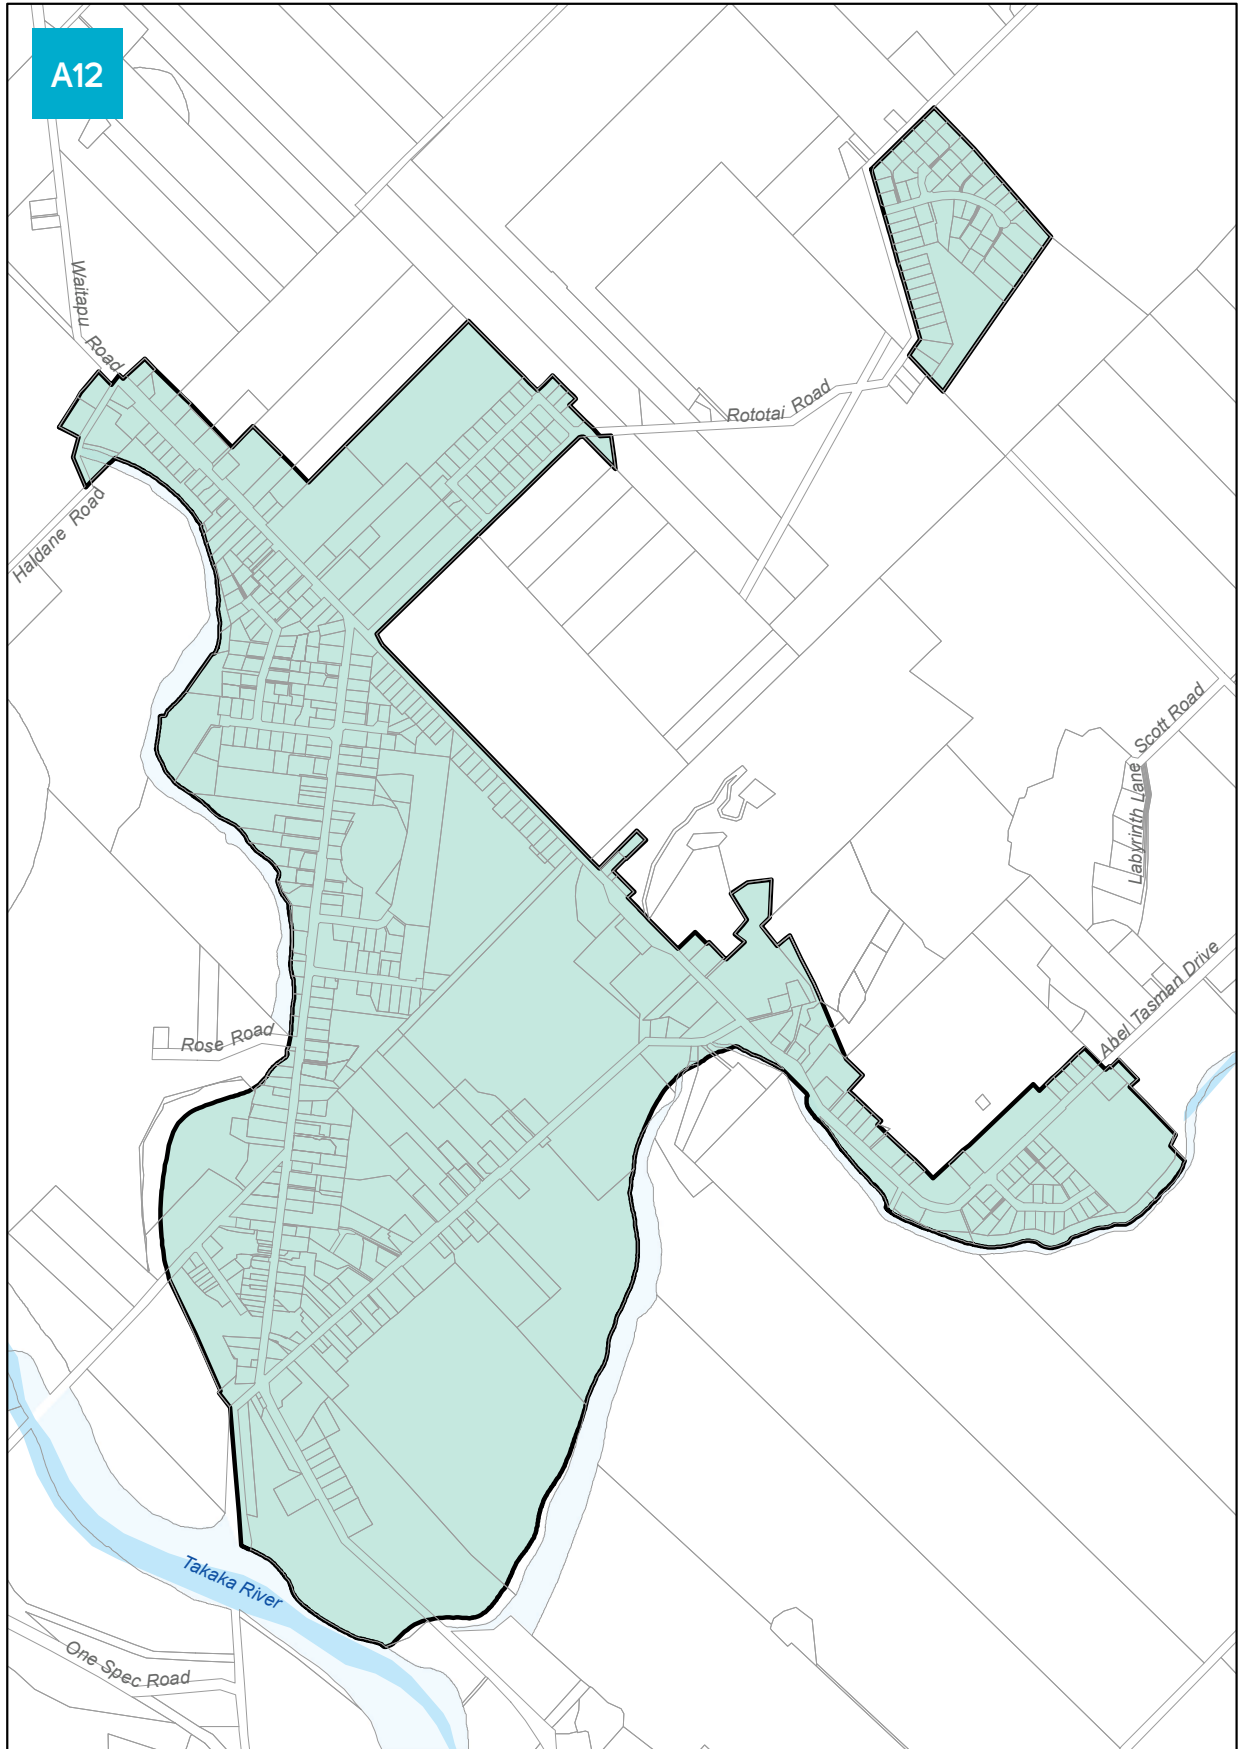 A12
Waitapu Road
Rototai Road
Haldane Road
Scott Road
Labyrinth Lane
Abel Tasman Drive
Rose Road
Takaka River
One Spec Road